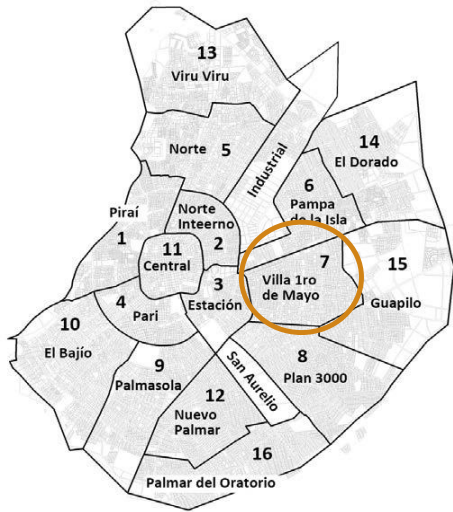 13
Viru Viru
Norte 5
Industrial
14
El Dorado
6
Pampa
de la Isla
Piraí
1
Norte
Inteerno
2
11
Central
3
Estación
7
Villa 1ro
de Mayo
15
Guapilo
4
Pari
10
El Bajío
9
Palmasola
San Aurelio
8
Plan 3000
12
Nuevo
Palmar
16
Palmar del Oratorio